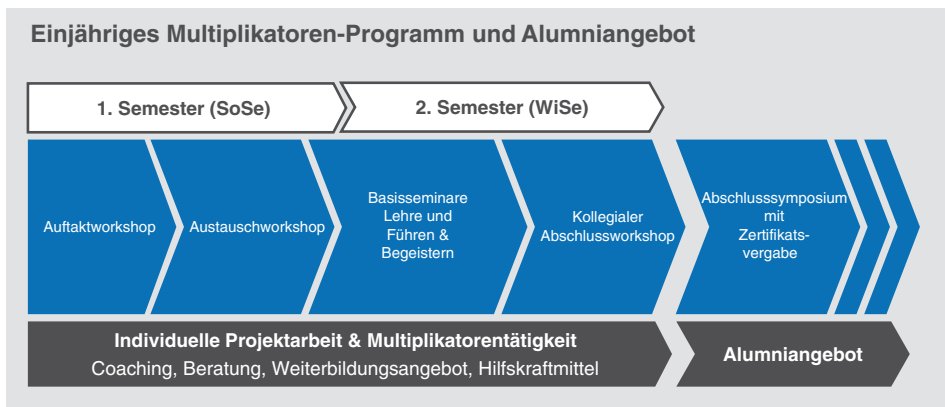 Einjähriges Multiplikatoren-Programm und Alumniangebot
1. Semester (SoSe)
2. Semester (WiSe)
Auftaktworkshop
Austauschworkshop
Basisseminare
Lehre und
Führen &
Begeistern
Kollegialer
Abschlussworkshop
Abschlusssymposium
mit
Zertifikats-
vergabe
Individuelle Projektarbeit & Multiplikatorentätigkeit
Coaching, Beratung, Weiterbildungsangebot, Hilfskraftmittel
Alumniangebot